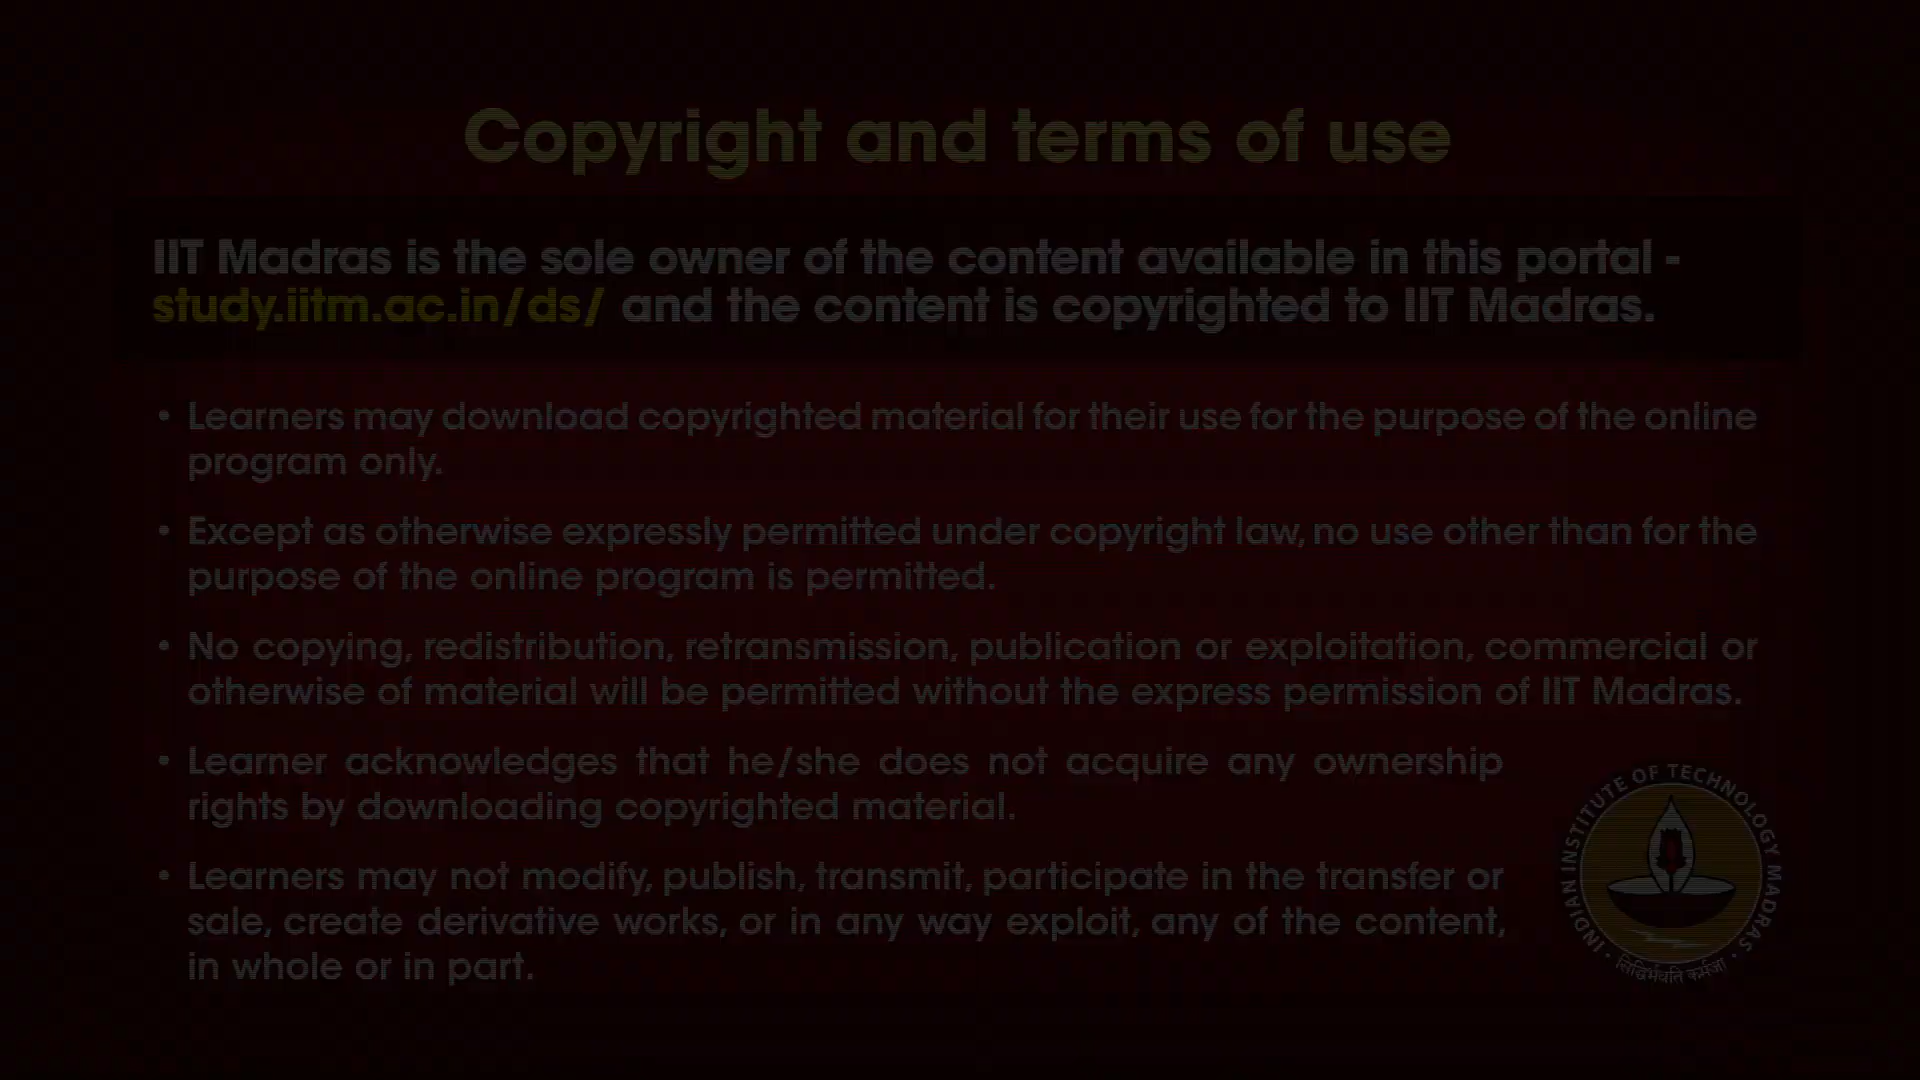 Copyright and terms of use
IIT Madras is the sole owner of the content available in this portal -
study.iitm.ac.in/ds/ and the content is copyrighted to IIT Madras.
• Learners may download copyrighted material for their use for the purpose of the online
program only.
• Except as otherwise expressly permitted under copyright law, no use other than for the
purpose of the online program is permitted.
• No copying, redistribution, retransmission, publication or exploitation, commercial or
otherwise of material will be permitted without the express permission of IIT Madras.
• Learner acknowledges that he/she does not acquire any ownership
rights by downloading copyrighted material.
• Learners may not modify, publish, transmit, participate in the transfer or
sale, create derivative works, or in any way exploit, any of the content,
in whole or in part.
INDIAN INSTITUTE OF TECHNOLOGY MADRAS
सिद्धिर्भवति कर्मजा